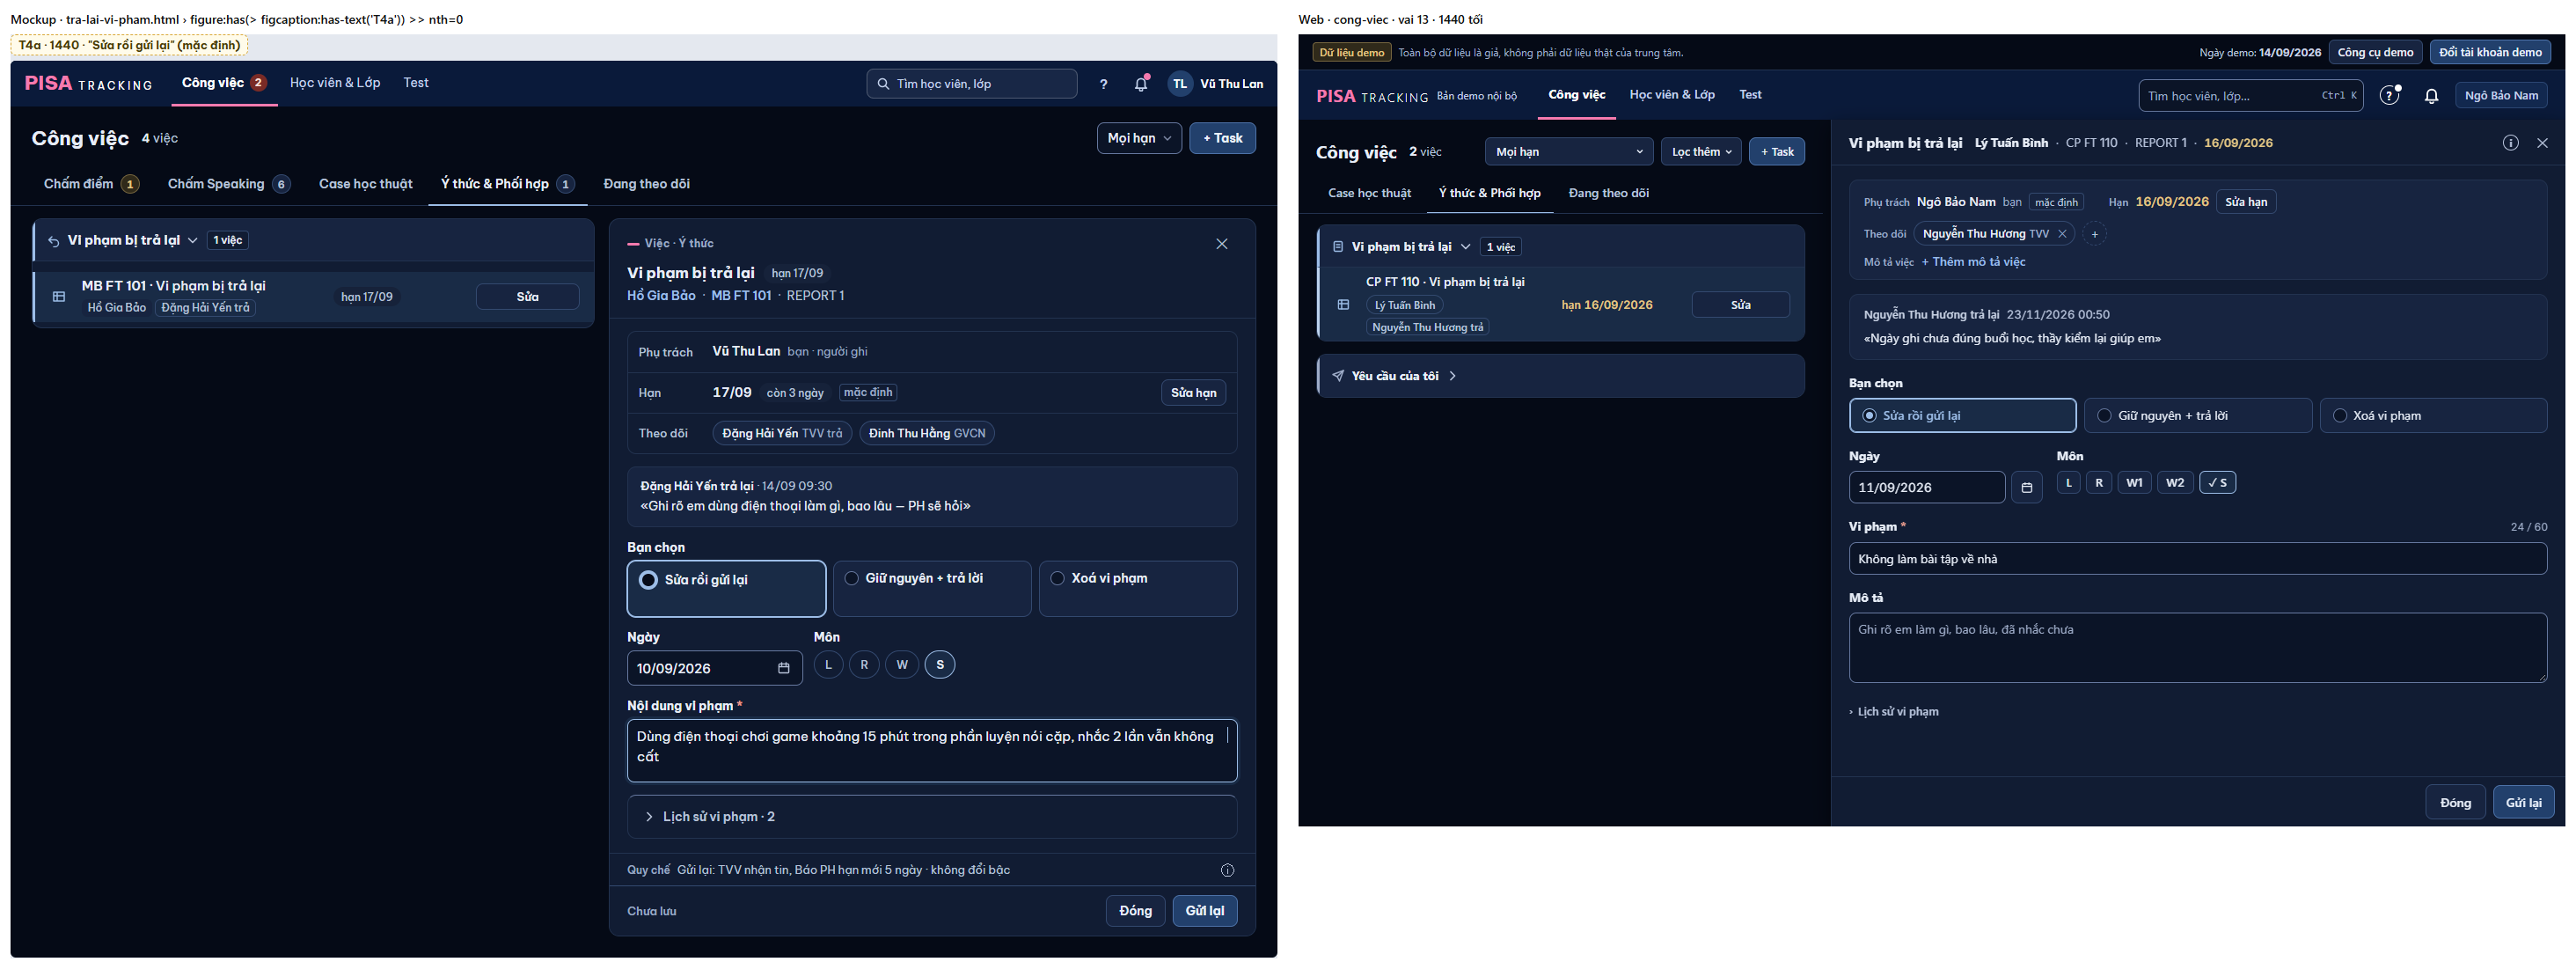 Mockup · tra-lai-vi-pham.html › figure:has(> figcaption:has-text('T4a')) >> nth=0
T4a · 1440 · "Sửa rồi gửi lại" (mặc định)
PISA TRACKING
Công việc 2
Học viên & Lớp
Test
Tìm học viên, lớp
?
TL Vũ Thu Lan
Công việc 4 việc
Mọi hạn
+ Task
Chấm điểm 1
Chấm Speaking 6
Case học thuật
Ý thức & Phối hợp 1
Đang theo dõi
Vi phạm bị trả lại 1 việc
MB FT 101 · Vi phạm bị trả lại
Hồ Gia Bảo Đặng Hải Yến trả
hạn 17/09
Sửa
Việc · Ý thức
Vi phạm bị trả lại hạn 17/09
Hồ Gia Bảo · MB FT 101 · REPORT 1
Phụ trách Vũ Thu Lan bạn · người ghi
Hạn 17/09 còn 3 ngày mặc định Sửa hạn
Theo dõi Đặng Hải Yến TVV trả Đinh Thu Hằng GVCN
Đặng Hải Yến trả lại · 14/09 09:30
«Ghi rõ em dùng điện thoại làm gì, bao lâu — PH sẽ hỏi»
Bạn chọn
Sửa rồi gửi lại
Giữ nguyên + trả lời
Xoá vi phạm
Ngày Môn
10/09/2026 L R W S
Nội dung vi phạm *
Dùng điện thoại chơi game khoảng 15 phút trong phần luyện nói cặp, nhắc 2 lần vẫn không
cất
Lịch sử vi phạm · 2
Quy chế Gửi lại: TVV nhận tin, Báo PH hạn mới 5 ngày · không đổi bậc
Chưa lưu Đóng Gửi lại
Web · cong-viec · vai 13 · 1440 tối
Dữ liệu demo Toàn bộ dữ liệu là giả, không phải dữ liệu thật của trung tâm.
Ngày demo: 14/09/2026 Công cụ demo Đổi tài khoản demo
PISA TRACKING Bản demo nội bộ
Công việc
Học viên & Lớp
Test
Tìm học viên, lớp... Ctrl K
?
Ngô Bảo Nam
Công việc 2 việc
Mọi hạn
Lọc thêm
+ Task
Case học thuật
Ý thức & Phối hợp
Đang theo dõi
Vi phạm bị trả lại 1 việc
CP FT 110 · Vi phạm bị trả lại
Lý Tuấn Bình
Nguyễn Thu Hương trả
hạn 16/09/2026
Sửa
Yêu cầu của tôi
Vi phạm bị trả lại Lý Tuấn Bình · CP FT 110 · REPORT 1 · 16/09/2026
Phụ trách Ngô Bảo Nam bạn mặc định Hạn 16/09/2026 Sửa hạn
Theo dõi Nguyễn Thu Hương TVV +
Mô tả việc + Thêm mô tả việc
Nguyễn Thu Hương trả lại 23/11/2026 00:50
«Ngày ghi chưa đúng buổi học, thầy kiểm lại giúp em»
Bạn chọn
Sửa rồi gửi lại
Giữ nguyên + trả lời
Xoá vi phạm
Ngày Môn
11/09/2026 L R W1 W2 ✓ S
Vi phạm * 24 / 60
Không làm bài tập về nhà
Mô tả
Ghi rõ em làm gì, bao lâu, đã nhắc chưa
› Lịch sử vi phạm
Đóng Gửi lại